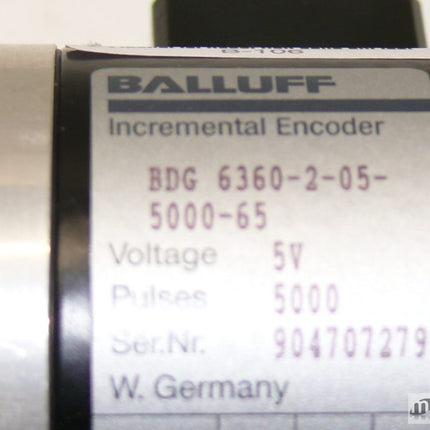 BALLUFF
Incremental Encoder
BDG 6360-2-05-
5000-65
Voltage 5V
Pulses 5000
Ser.Nr. 904707279
W. Germany